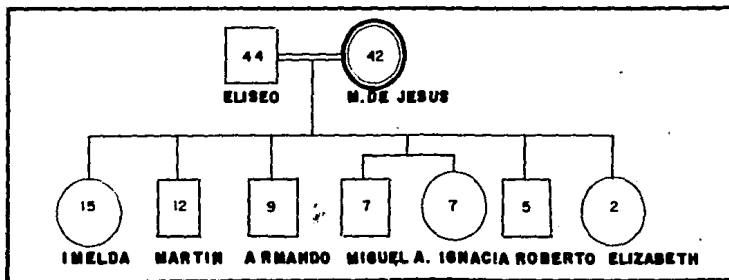 44 42
ELISEO M. DE JESUS
15 12 9 7 7 5 2
IMELDA MARTIN ARMANDO MIGUEL A. IGNACIA ROBERTO ELIZABETH